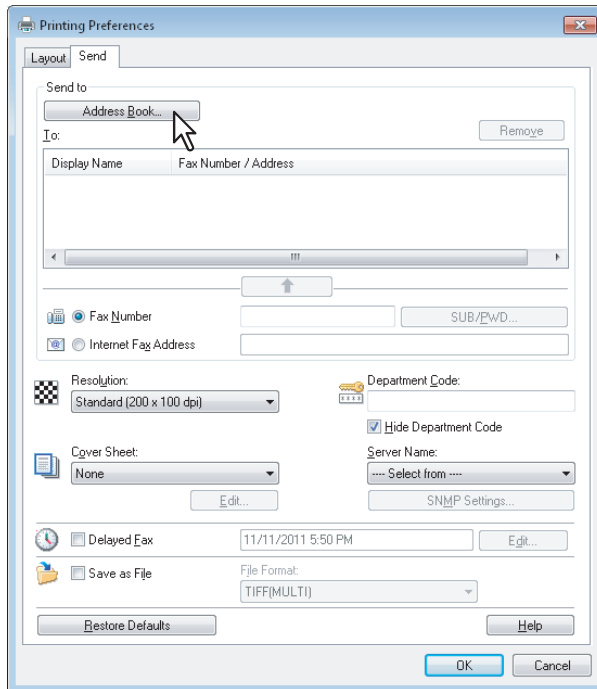 Printing Preferences
Layout Send
Send to
Address Book...
To:
Remove
Display Name Fax Number / Address
Fax Number
SUB/PWD...
Internet Fax Address
Resolution:
Department Code:
Standard (200 x 100 dpi)
Hide Department Code
Cover Sheet:
Server Name:
None
---- Select from ----
Edit...
SNMP Settings...
Delayed Fax
11/11/2011 5:50 PM
Edit...
Save as File
File Format:
TIFF(MULTI)
Restore Defaults
Help
OK
Cancel